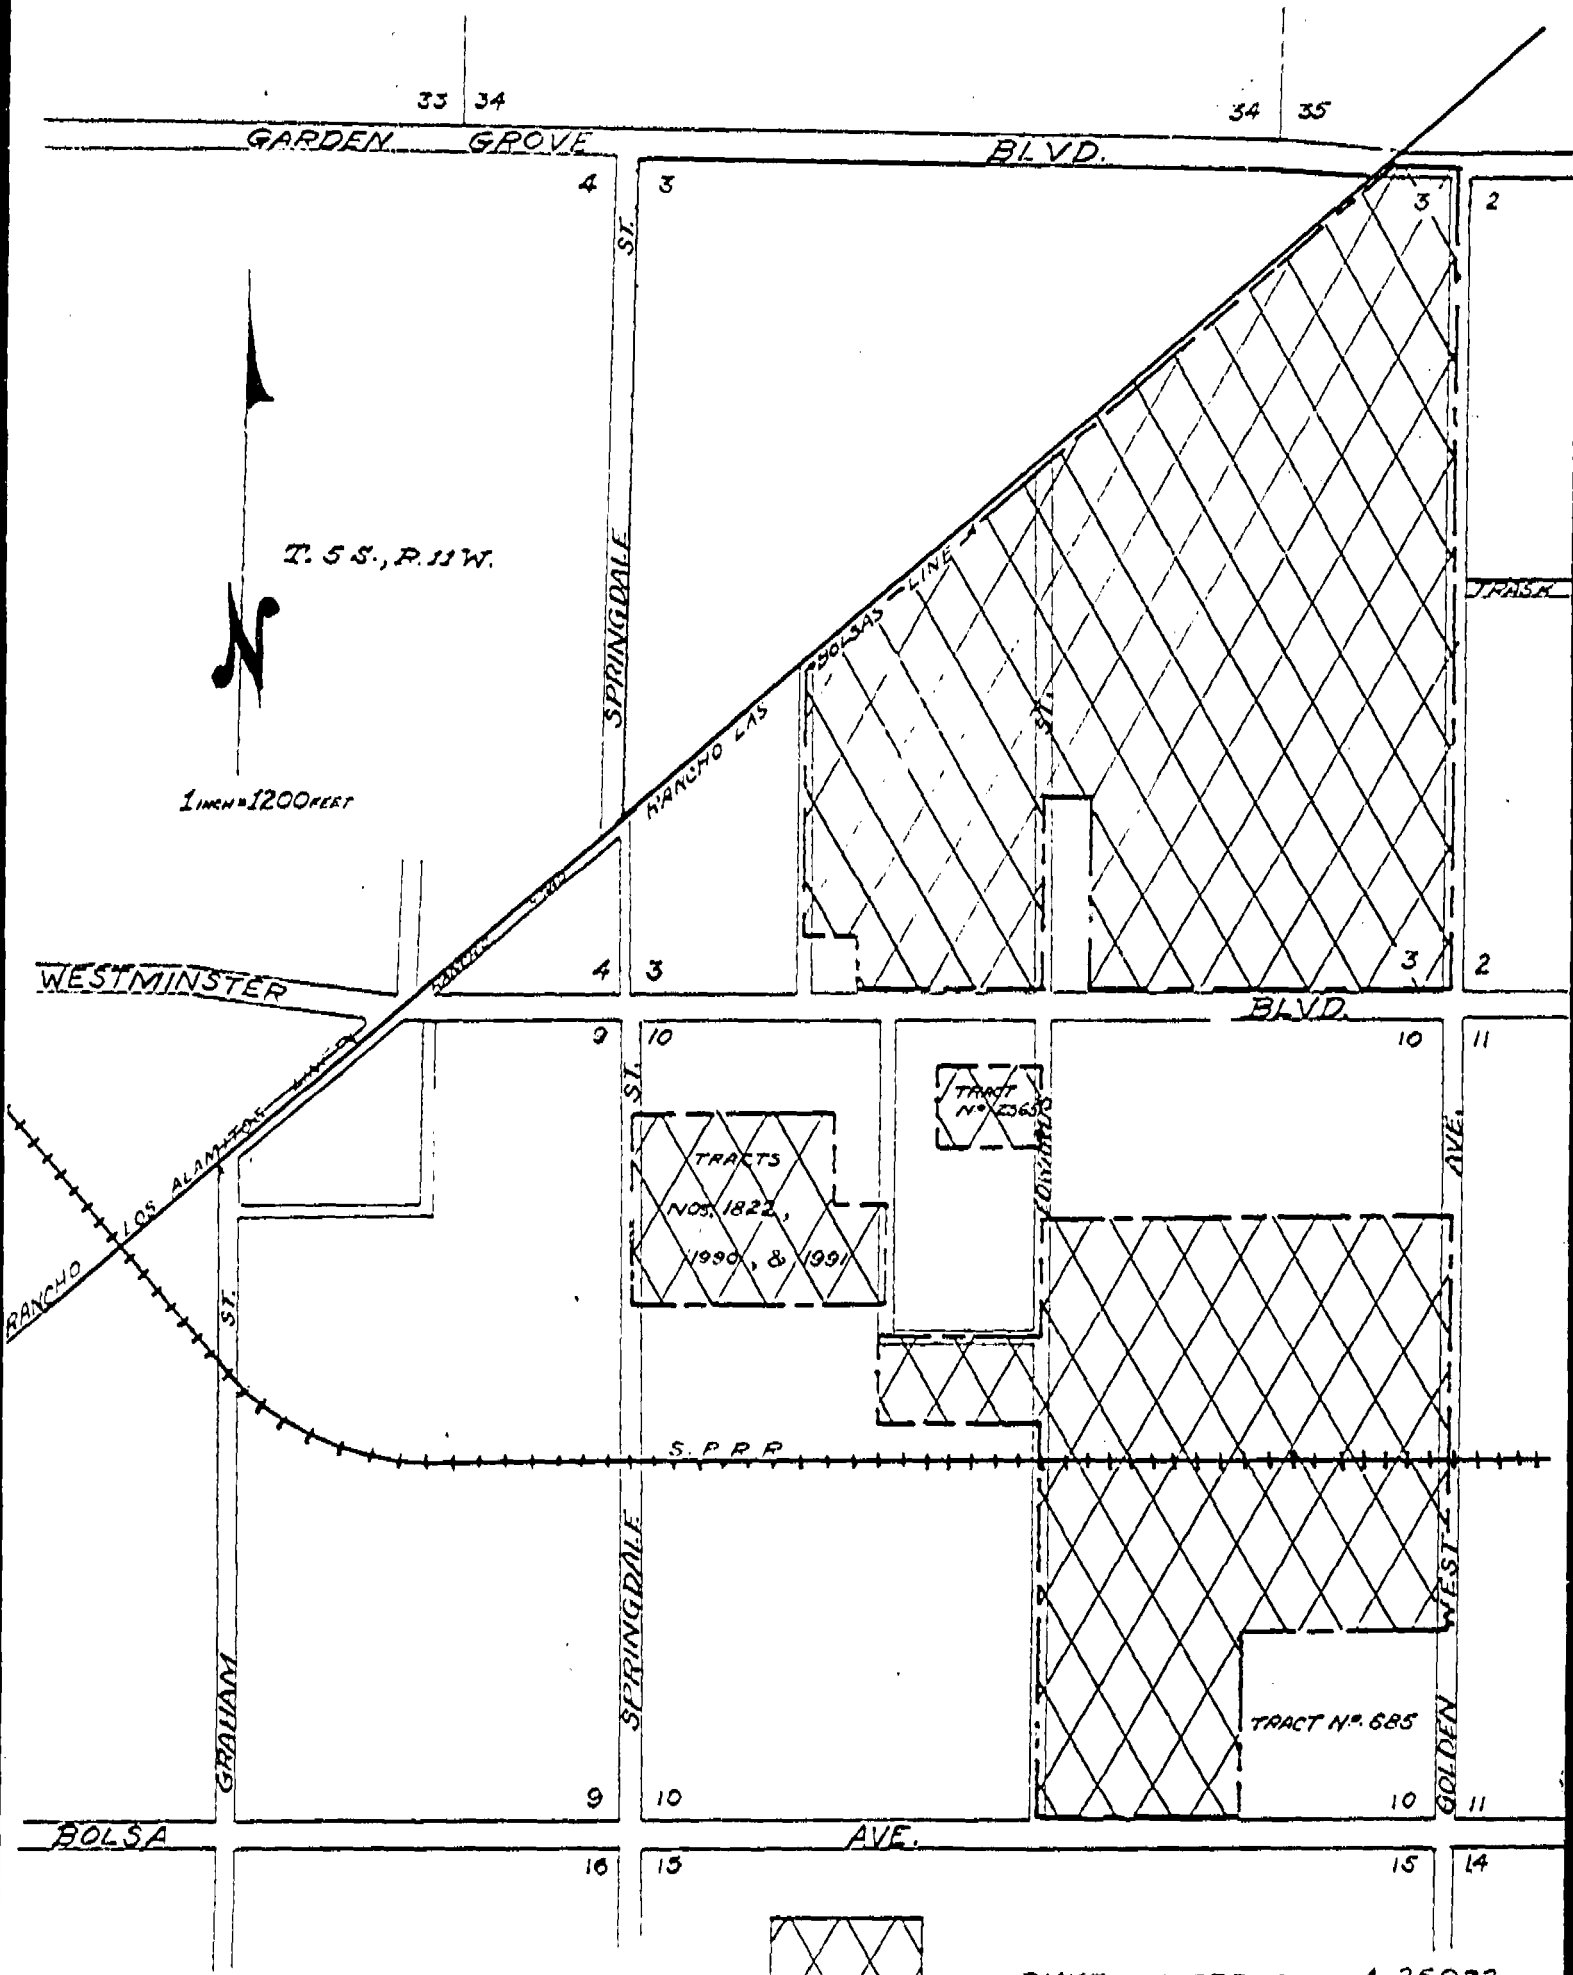 33 34
34 35
GARDEN GROVE BLVD.
4 3
3 2
ST.
T. 5 S., R. 11 W.
SPRINGDALE
TRASK
N
RANCHO LAS BOLSAS LINE
ST.
1 INCH = 1200 FEET
WESTMINSTER
4 3
3 2
BLVD.
9 10
10 11
ST.
TRACT
Nº 2365
AVE.
TRACTS
NOS. 1822,
1990, & 1991
EDWARDS
RANCHO LOS ALAMITOS LINE
ST.
S. P. R. R.
WEST
SPRINGDALE
GRAHAM
TRACT Nº. 685
GOLDEN
9 10
10 11
BOLSA AVE.
16 15
15 14